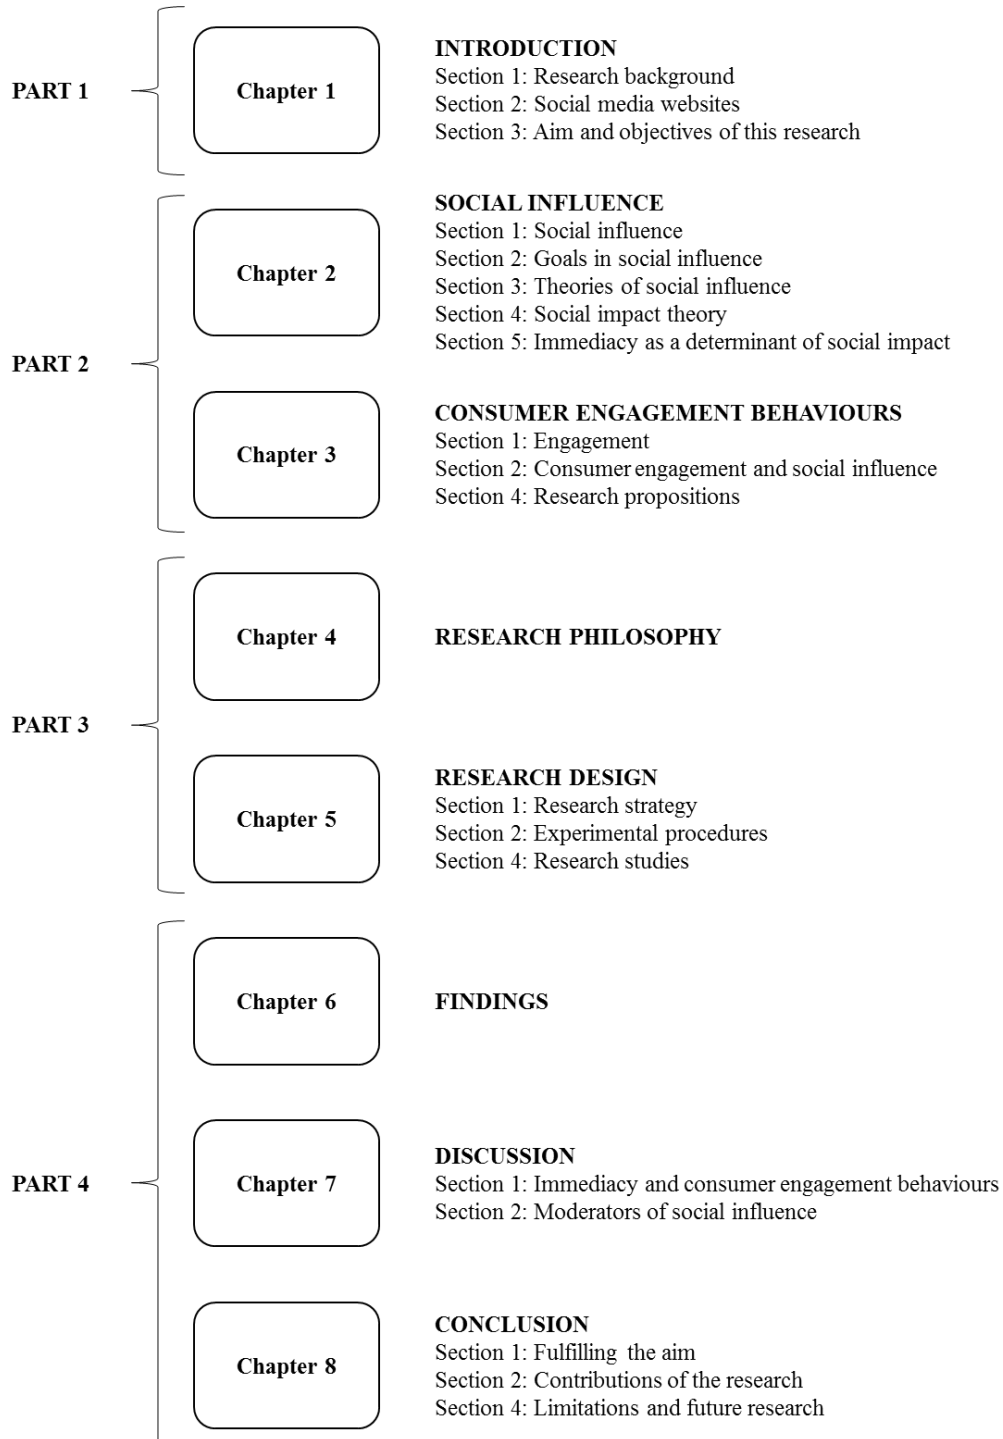 PART 1
Chapter 1
INTRODUCTION
Section 1: Research background
Section 2: Social media websites
Section 3: Aim and objectives of this research
PART 2
Chapter 2
SOCIAL INFLUENCE
Section 1: Social influence
Section 2: Goals in social influence
Section 3: Theories of social influence
Section 4: Social impact theory
Section 5: Immediacy as a determinant of social impact
Chapter 3
CONSUMER ENGAGEMENT BEHAVIOURS
Section 1: Engagement
Section 2: Consumer engagement and social influence
Section 4: Research propositions
PART 3
Chapter 4
RESEARCH PHILOSOPHY
Chapter 5
RESEARCH DESIGN
Section 1: Research strategy
Section 2: Experimental procedures
Section 4: Research studies
PART 4
Chapter 6
FINDINGS
Chapter 7
DISCUSSION
Section 1: Immediacy and consumer engagement behaviours
Section 2: Moderators of social influence
Chapter 8
CONCLUSION
Section 1: Fulfilling the aim
Section 2: Contributions of the research
Section 4: Limitations and future research